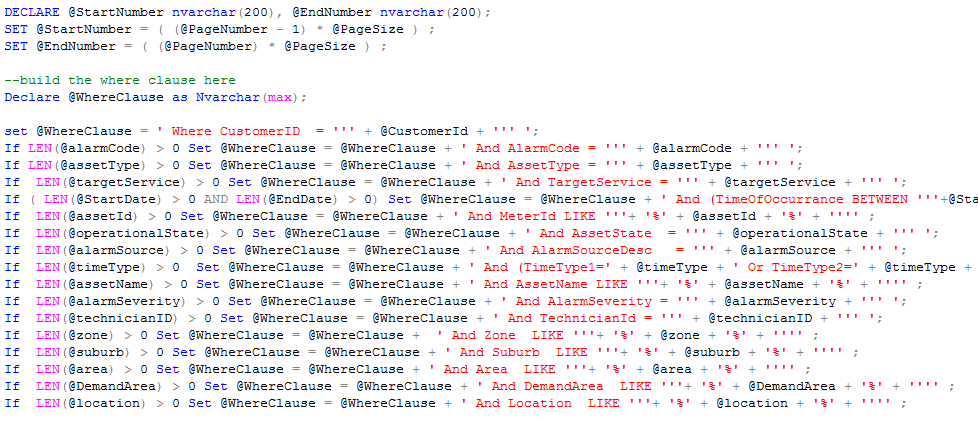 DECLARE @StartNumber nvarchar(200), @EndNumber nvarchar(200);
SET @StartNumber = ( (@PageNumber - 1) * @PageSize ) ;
SET @EndNumber = ( (@PageNumber) * @PageSize ) ;
--build the where clause here
Declare @WhereClause as Nvarchar(max);
set @WhereClause = ' Where CustomerID  = ''' + @CustomerId + ''' ';
If LEN(@alarmCode) > 0 Set @WhereClause = @WhereClause + ' And AlarmCode = ''' + @alarmCode + ''' ';
If LEN(@assetType) > 0 Set @WhereClause = @WhereClause + ' And AssetType = ''' + @assetType + ''' ';
If  LEN(@targetService) > 0 Set @WhereClause = @WhereClause + ' And TargetService = ''' + @targetService + ''' ';
If ( LEN(@StartDate) > 0 AND LEN(@EndDate) > 0) Set @WhereClause = @WhereClause + ' And (TimeOfOccurrance BETWEEN '''+@Sta
If  LEN(@assetId) > 0 Set @WhereClause = @WhereClause + ' And MeterId LIKE '''+ '%' + @assetId + '%' + '''' ;
If  LEN(@operationalState) > 0 Set @WhereClause = @WhereClause + ' And AssetState  = ''' + @operationalState + ''' ';
If  LEN(@alarmSource) > 0 Set @WhereClause = @WhereClause + ' And AlarmSourceDesc   = ''' + @alarmSource + ''' ';
If  LEN(@timeType) > 0  Set @WhereClause = @WhereClause + ' And (TimeType1=' + @timeType + ' Or TimeType2=' + @timeType +
If  LEN(@assetName) > 0 Set @WhereClause = @WhereClause + ' And AssetName LIKE '''+ '%' + @assetName + '%' + '''' ;
If  LEN(@alarmSeverity) > 0 Set @WhereClause = @WhereClause + ' And AlarmSeverity = ''' + @alarmSeverity + ''' ';
If  LEN(@technicianID) > 0 Set @WhereClause = @WhereClause + ' And TechnicianId = ''' + @technicianID + ''' ';
If  LEN(@zone) > 0 Set @WhereClause = @WhereClause +  ' And Zone  LIKE '''+ '%' + @zone + '%' + '''' ;
If  LEN(@suburb) > 0 Set @WhereClause = @WhereClause + ' And Suburb  LIKE '''+ '%' + @suburb + '%' + '''' ;
If  LEN(@area) > 0 Set @WhereClause = @WhereClause + ' And Area  LIKE '''+ '%' + @area + '%' + '''' ;
If  LEN(@DemandArea) > 0 Set @WhereClause = @WhereClause + ' And DemandArea  LIKE '''+ '%' + @DemandArea + '%' + '''' ;
If  LEN(@location) > 0 Set @WhereClause = @WhereClause + ' And Location  LIKE '''+ '%' + @location + '%' + '''' ;